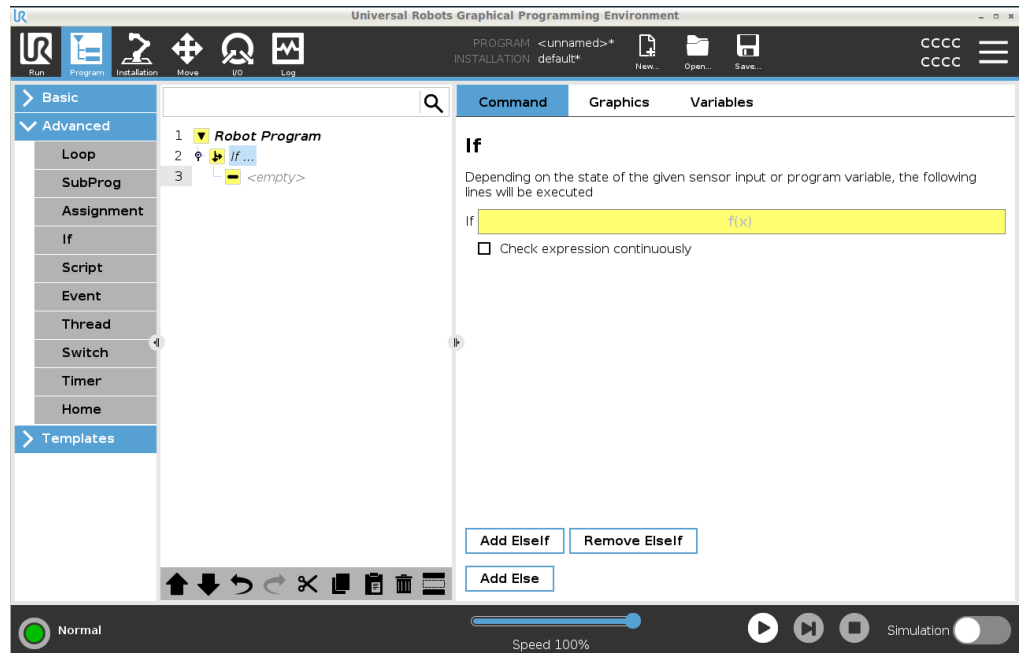 Universal Robots Graphical Programming Environment
UR
Run
Program
Installation
Move
I/O
Log
PROGRAM <unnamed>*
INSTALLATION default*
New...
Open...
Save...
CCCC
CCCC
Basic
Advanced
Loop
SubProg
Assignment
If
Script
Event
Thread
Switch
Timer
Home
Templates
1 Robot Program
2 If ...
3 <empty>
Command Graphics Variables
If
Depending on the state of the given sensor input or program variable, the following
lines will be executed
If f(x)
Check expression continuously
Add ElseIf Remove ElseIf
Add Else
Normal
Speed 100%
Simulation